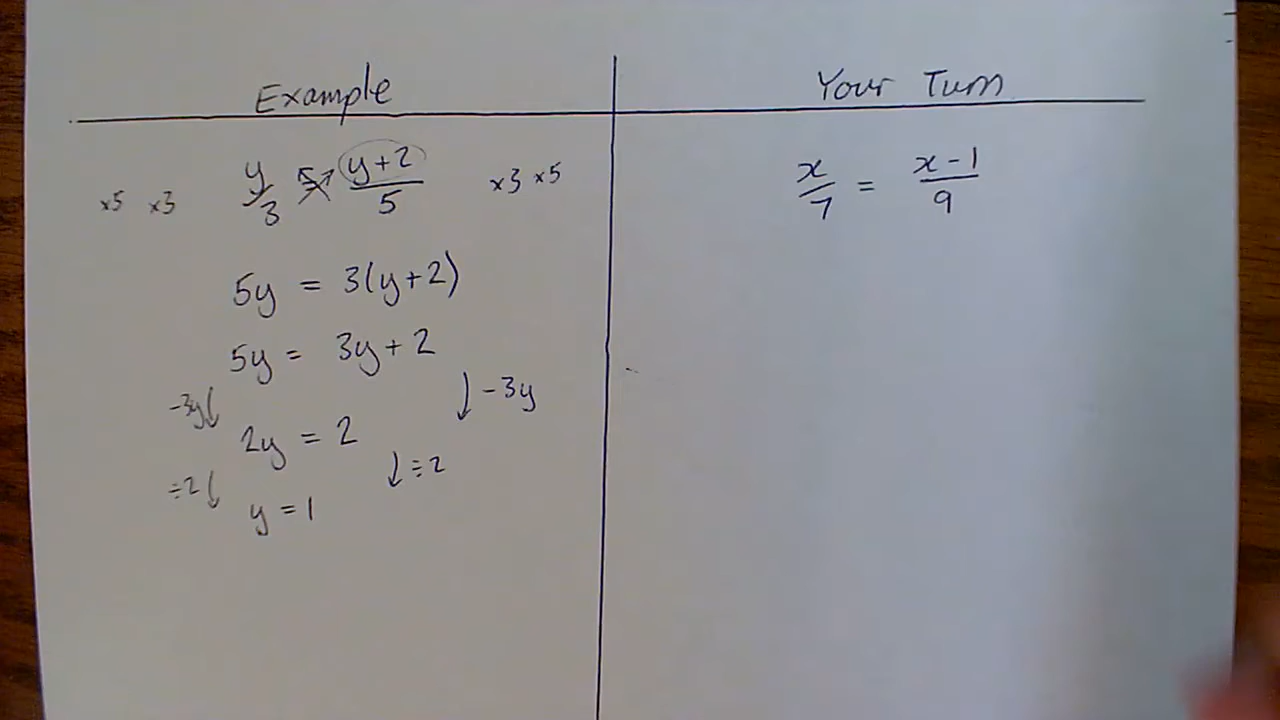 Example
×5 ×3 y/3 = (y+2)/5 ×3 ×5
5y = 3(y+2)
5y = 3y + 2
-3y↓ ↓ -3y
2y = 2
÷2↓ ↓ ÷2
y = 1
Your Turn
x/7 = (x-1)/9